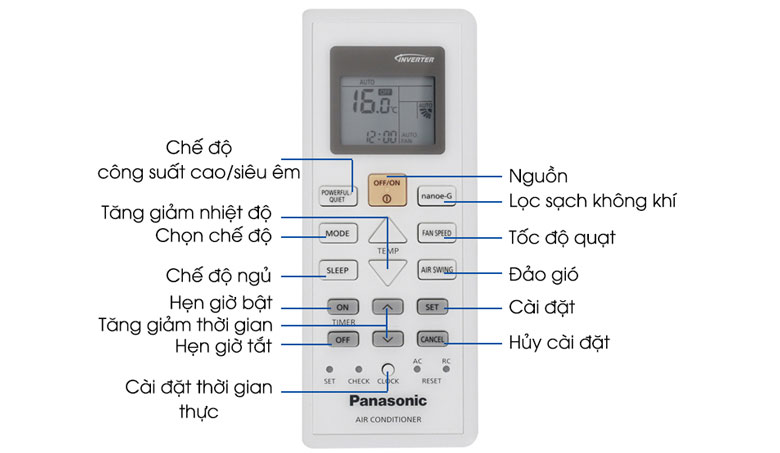 INVERTER
AUTO
OFF
16.0°C
AUTO
12:00
AUTO
FAN
Chế độ
công suất cao/siêu êm
Tăng giảm nhiệt độ
Chọn chế độ
Chế độ ngủ
Hẹn giờ bật
Tăng giảm thời gian
Hẹn giờ tắt
Cài đặt thời gian
thực
POWERFUL/
QUIET
OFF/ON
nanoe-G
MODE
TEMP
FAN SPEED
SLEEP
AIR SWING
ON
SET
TIMER
OFF
CANCEL
AC
RC
SET
CHECK
CLOCK
RESET
Panasonic
AIR CONDITIONER
Nguồn
Lọc sạch không khí
Tốc độ quạt
Đảo gió
Cài đặt
Hủy cài đặt